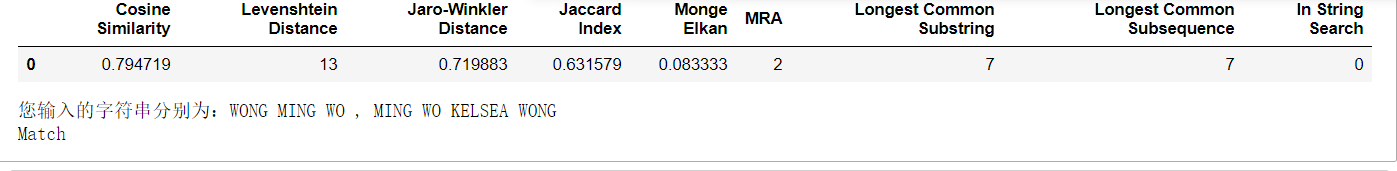 Cosine Similarity Levenshtein Distance Jaro-Winkler Distance Jaccard Index Monge Elkan MRA Longest Common Substring Longest Common Subsequence In String Search
0 0.794719 13 0.719883 0.631579 0.083333 2 7 7 0
您输入的字符串分别为：WONG MING WO , MING WO KELSEA WONG
Match